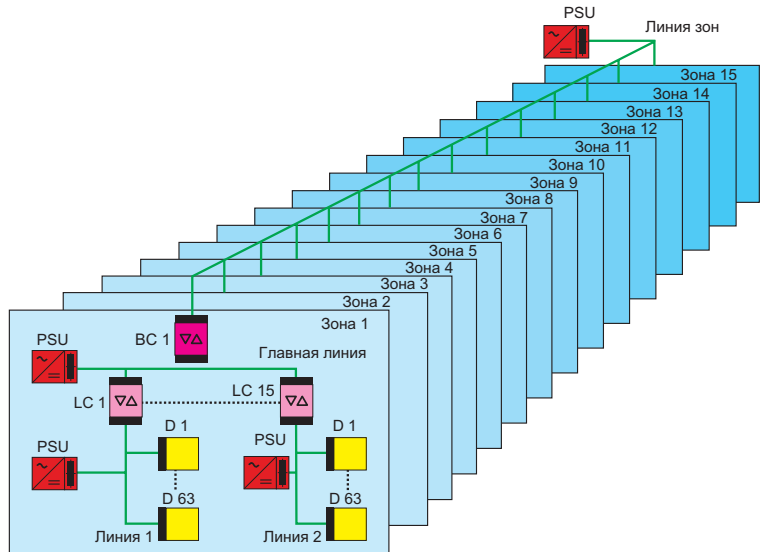 PSU
Линия зон
Зона 15
Зона 14
Зона 13
Зона 12
Зона 11
Зона 10
Зона 9
Зона 8
Зона 7
Зона 6
Зона 5
Зона 4
Зона 3
Зона 2
Зона 1
BC 1
PSU
Главная линия
LC 1
LC 15
D 1
D 1
PSU
PSU
D 63
D 63
Линия 1
Линия 2